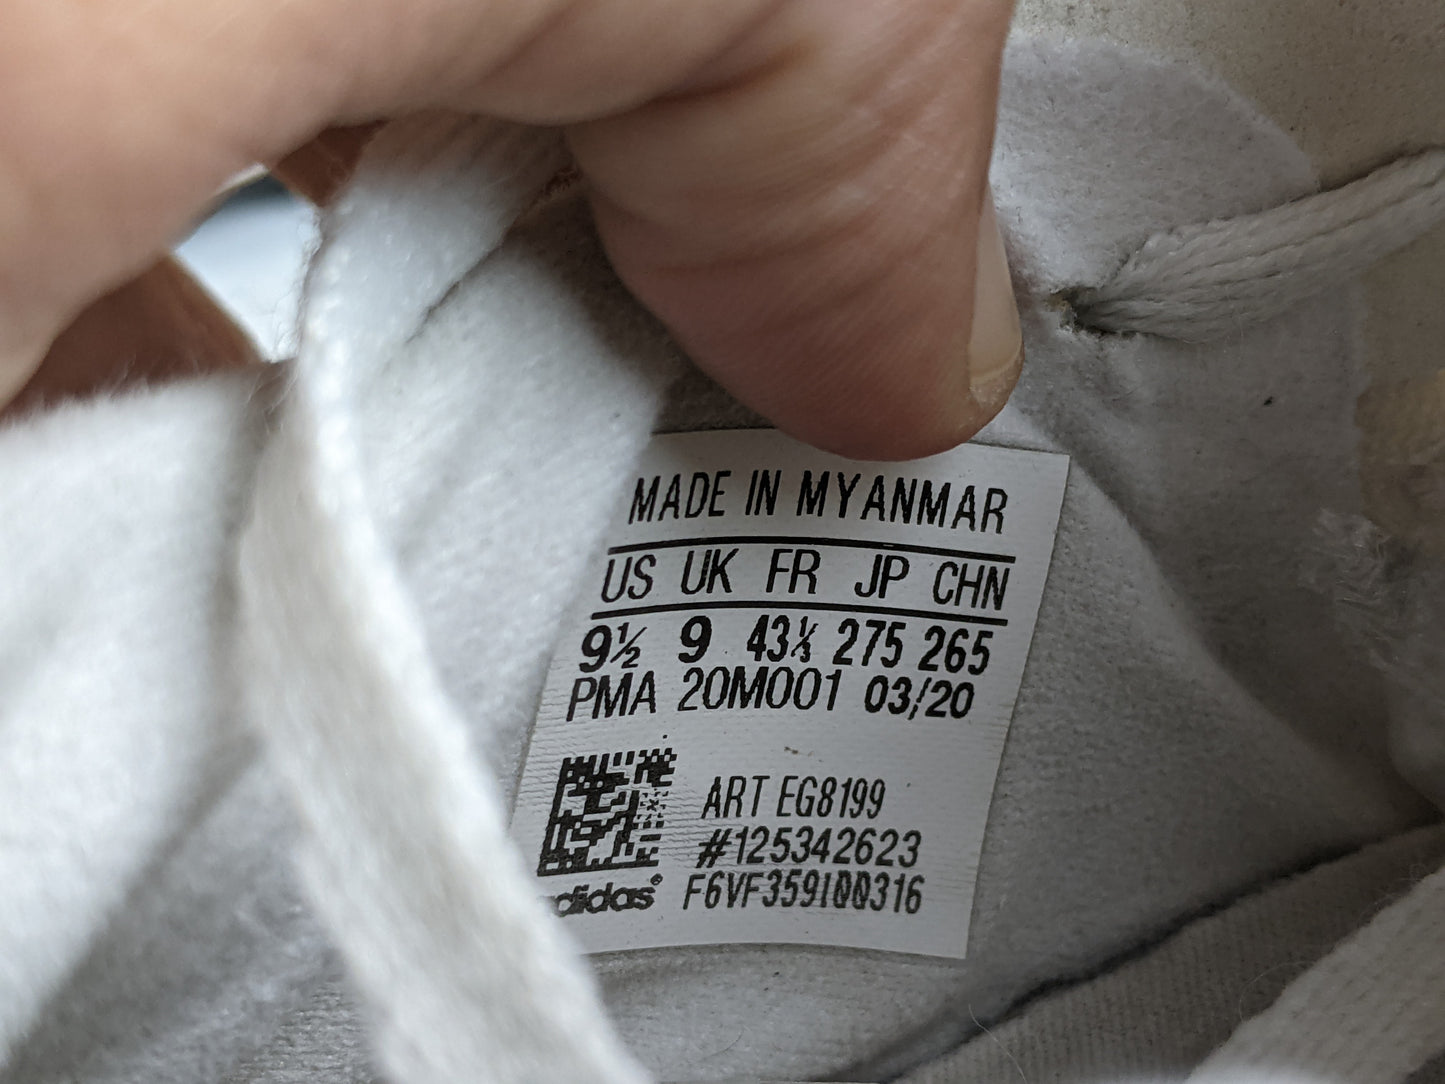 MADE IN MYANMAR
US UK FR JP CHN
9½ 9 43⅓ 275 265
PMA 20M001 03/20
ART EG8199
#125342623
F6VF359I00316
adidas®